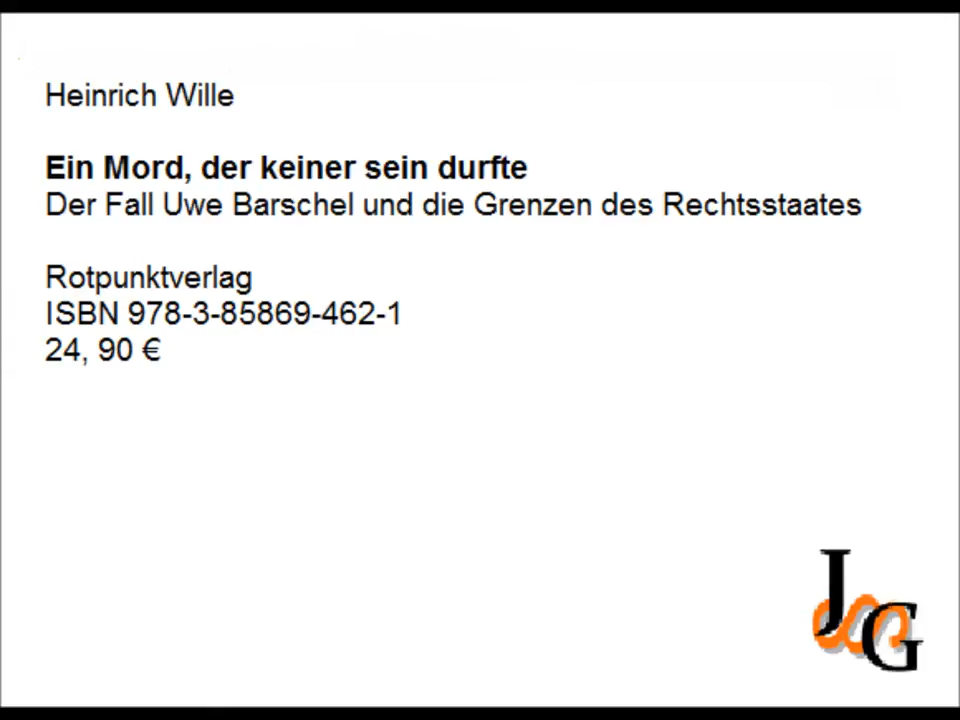 Heinrich Wille
Ein Mord, der keiner sein durfte
Der Fall Uwe Barschel und die Grenzen des Rechtsstaates
Rotpunktverlag
ISBN 978-3-85869-462-1
24, 90 €
J
G